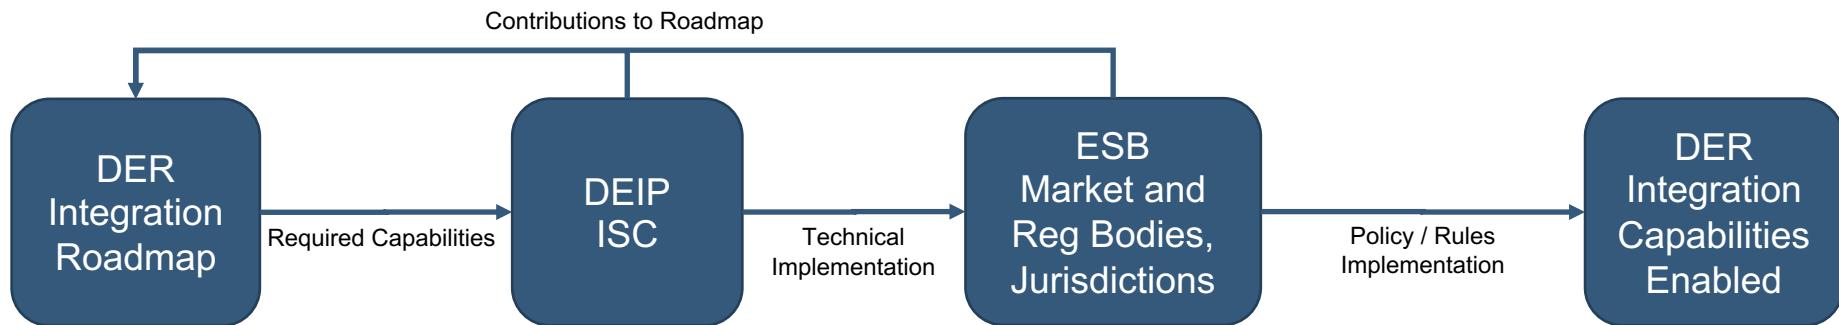 Contributions to Roadmap
DER
Integration
Roadmap
Required Capabilities
DEIP
ISC
Technical
Implementation
ESB
Market and
Reg Bodies,
Jurisdictions
Policy / Rules
Implementation
DER
Integration
Capabilities
Enabled